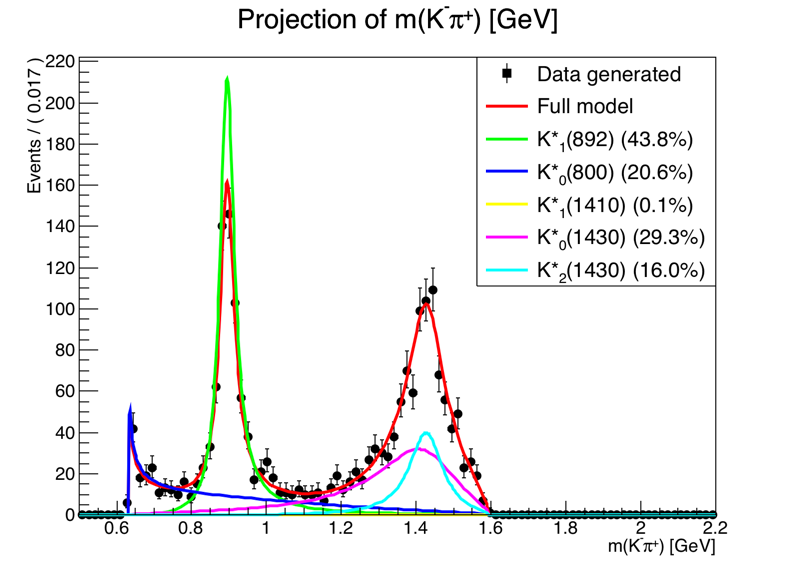 Projection of m(K⁻π⁺) [GeV]
Events / ( 0.017 )
220
200
180
160
140
120
100
80
60
40
20
0
0.6 0.8 1 1.2 1.4 1.6 1.8 2 2.2
m(K⁻π⁺) [GeV]
Data generated
Full model
K*₁(892) (43.8%)
K*₀(800) (20.6%)
K*₁(1410) (0.1%)
K*₀(1430) (29.3%)
K*₂(1430) (16.0%)